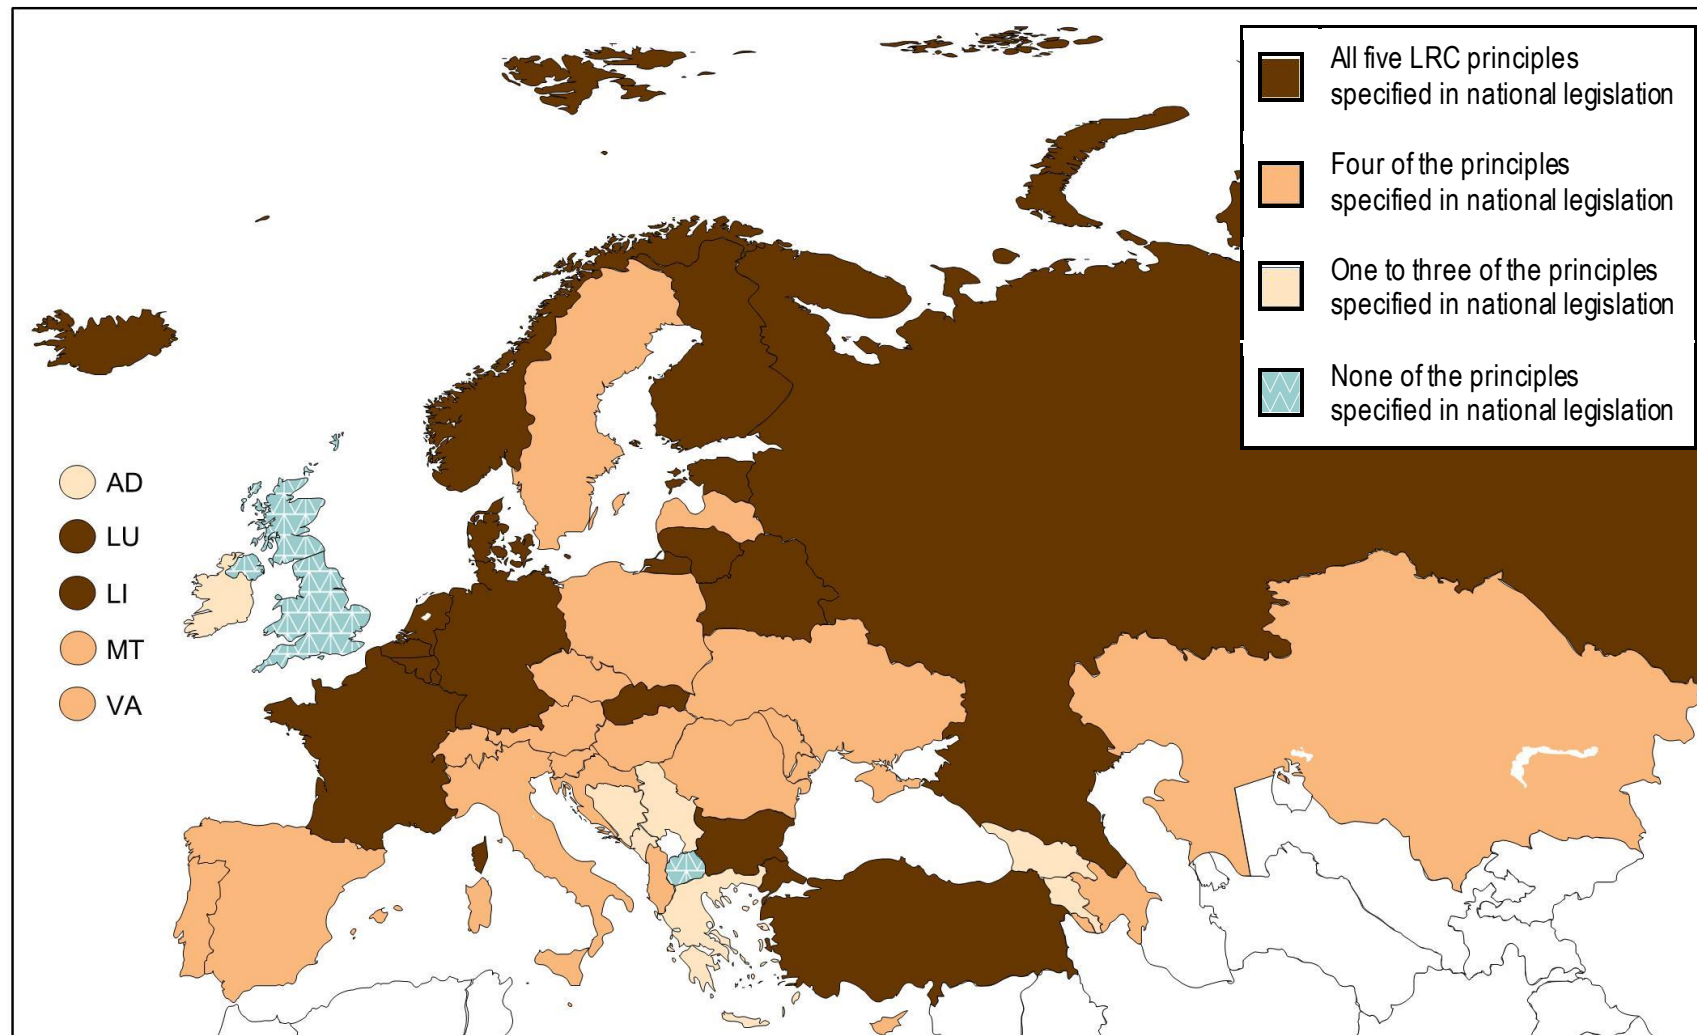 All five LRC principles
specified in national legislation
Four of the principles
specified in national legislation
One to three of the principles
specified in national legislation
None of the principles
specified in national legislation
AD
LU
LI
MT
VA